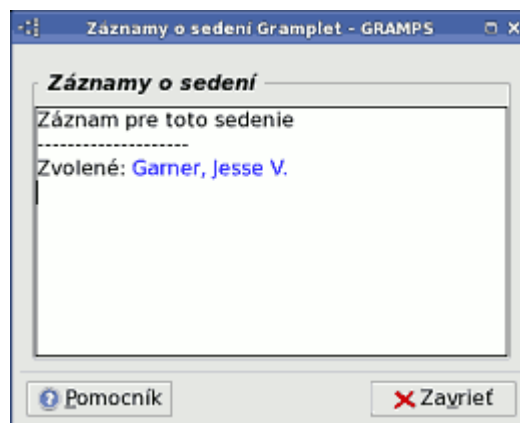 Záznamy o sedení Gramplet - GRAMPS
Záznamy o sedení
Záznam pre toto sedenie
--------------------
Zvolené: Garner, Jesse V.
Pomocník
Zavrieť